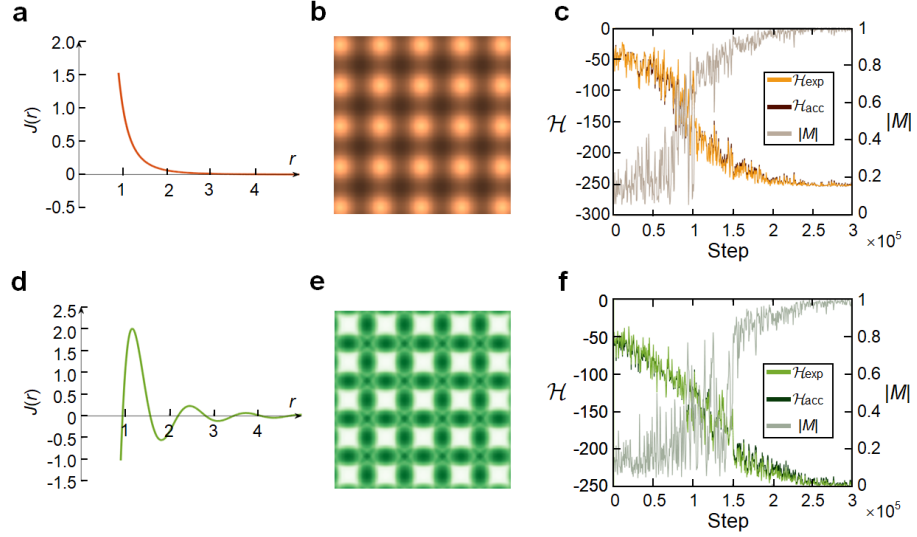 a
2.0
1.5
1.0
0.5
0
-0.5
J(r)
r
1
2
3
4
b
c
0
-50
-100
-150
-200
-250
-300
ℋ
ℋexp
ℋacc
|M|
1
0.8
0.6
0.4
0.2
0
|M|
0
0.5
1
1.5
2
2.5
3
Step
×10⁵
d
2.5
2.0
1.5
1.0
0.5
0
-0.5
-1.0
-1.5
J(r)
r
1
2
3
4
e
f
0
-50
-100
-150
-200
-250
ℋ
ℋexp
ℋacc
|M|
1
0.8
0.6
0.4
0.2
0
|M|
0
0.5
1
1.5
2
2.5
3
Step
×10⁵